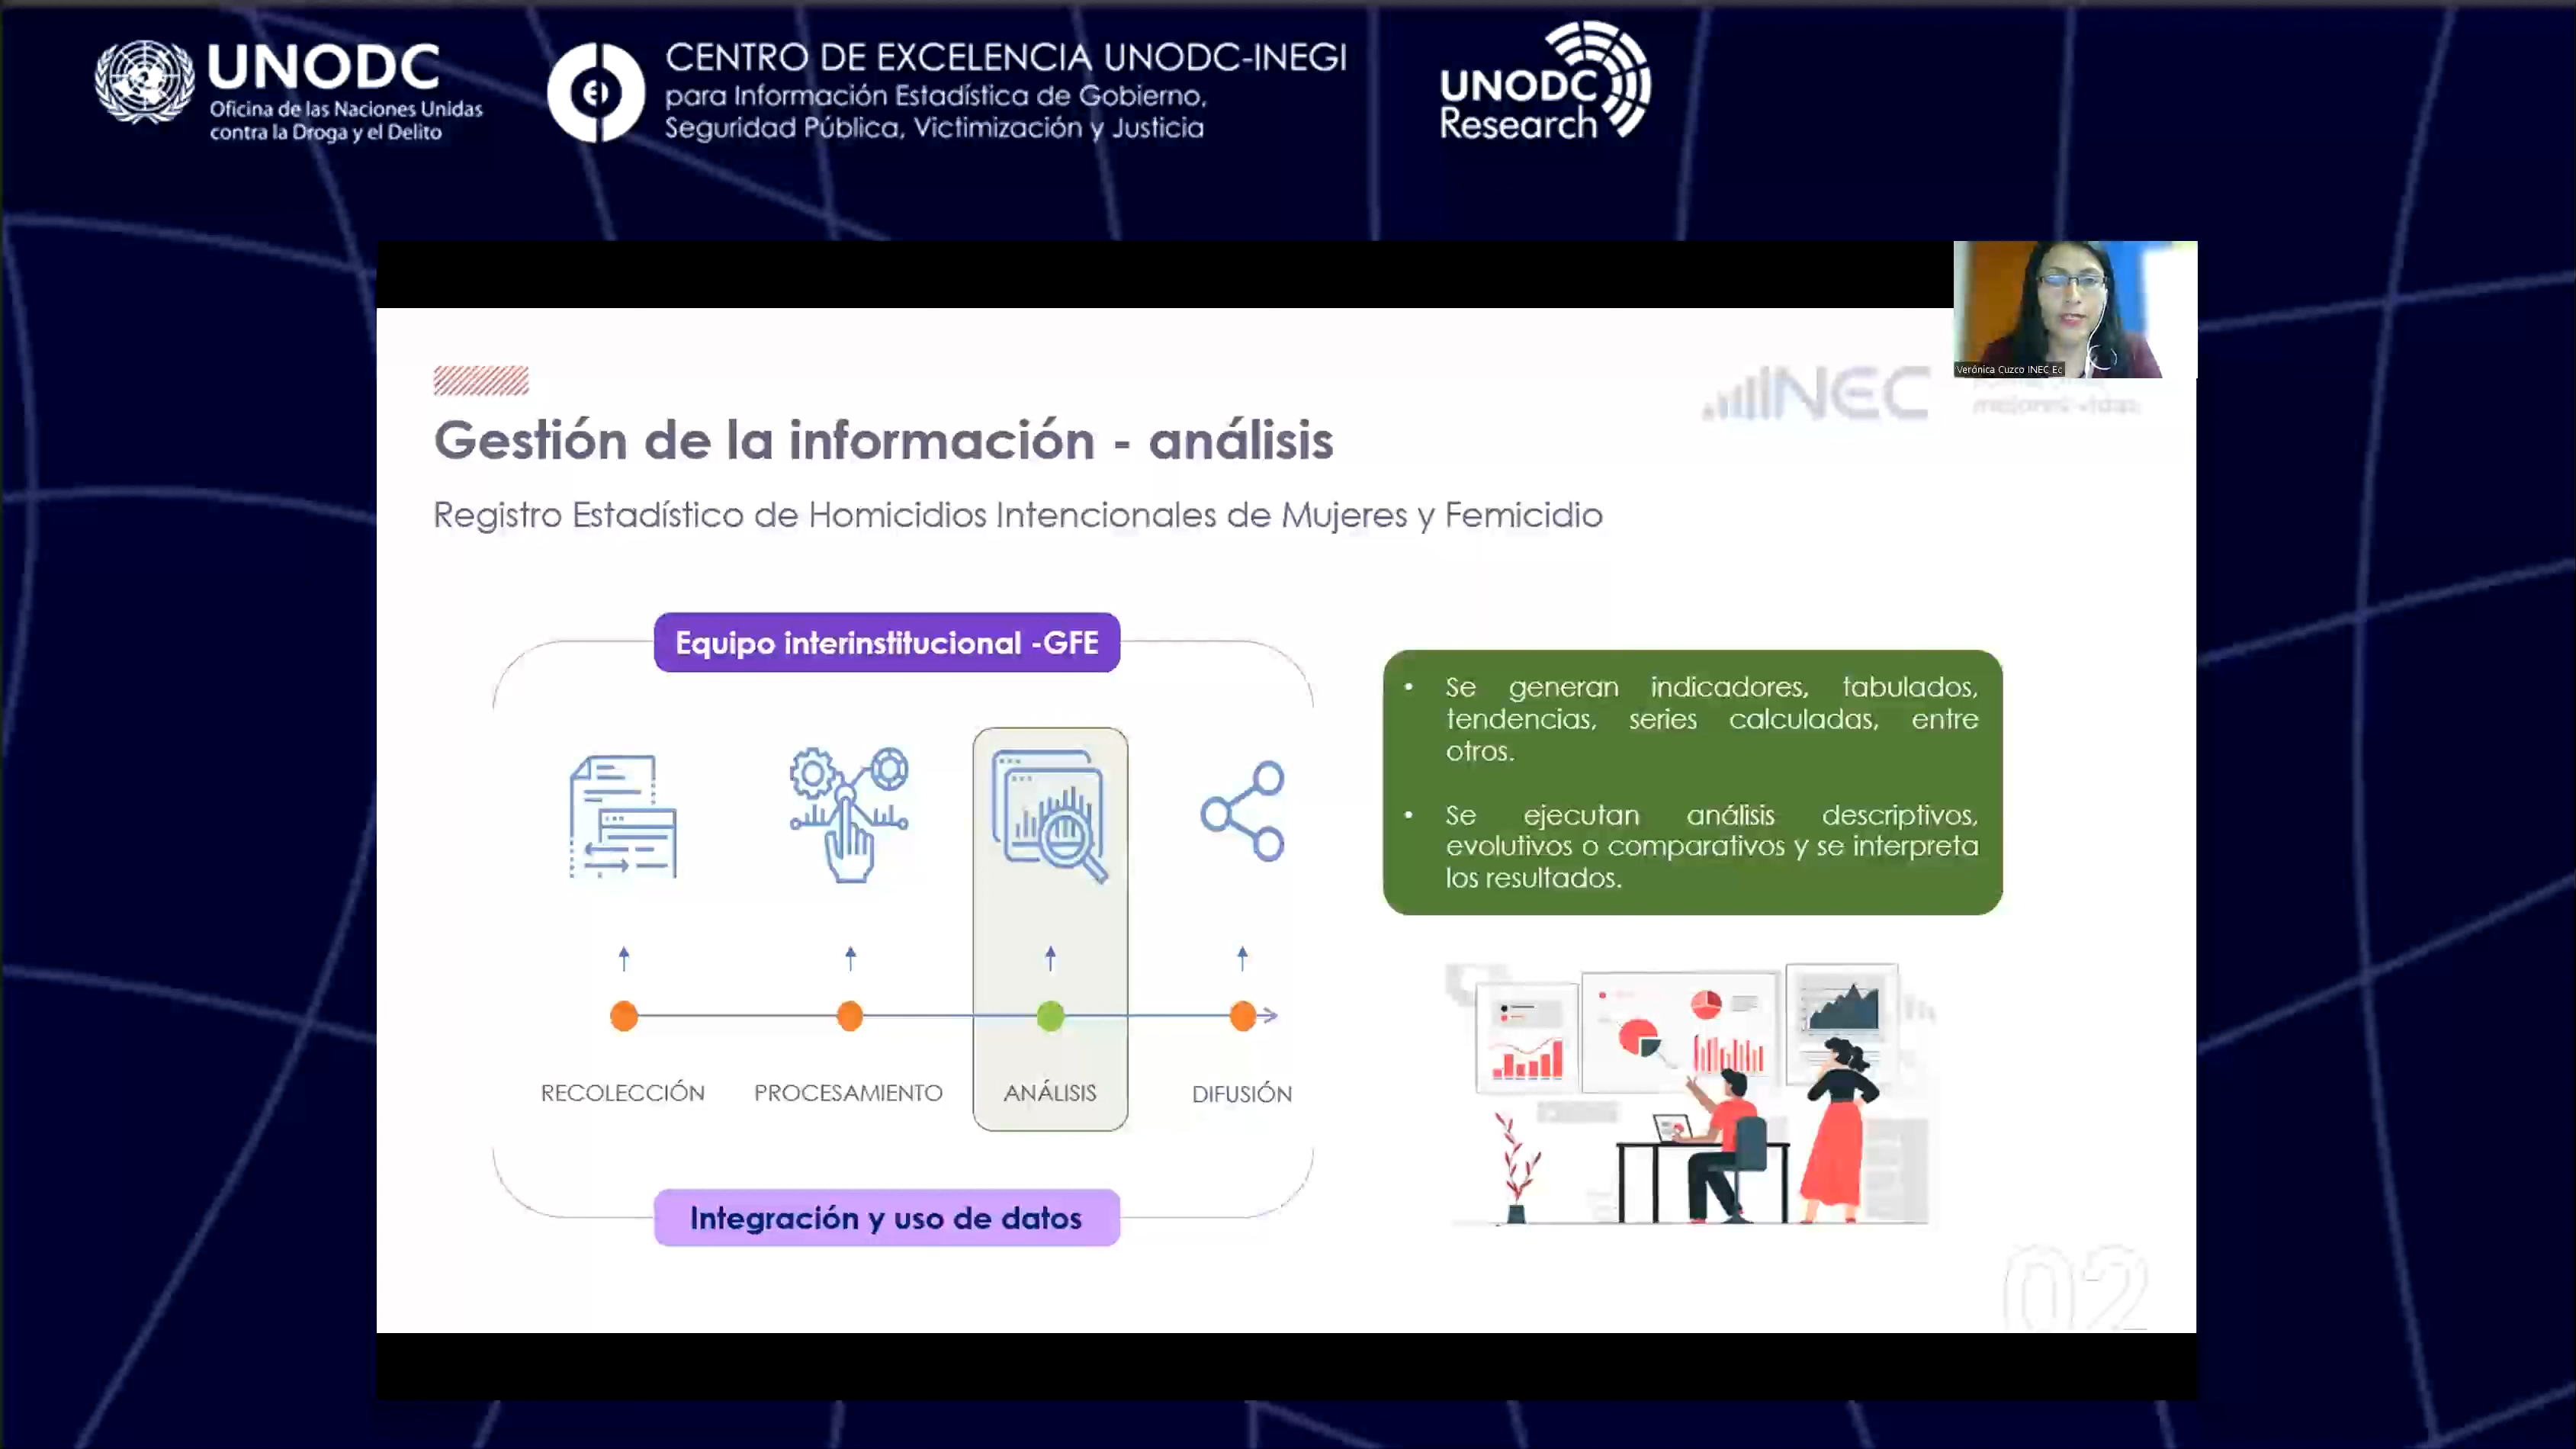 UNODC
Oficina de las Naciones Unidas
contra la Droga y el Delito
CENTRO DE EXCELENCIA UNODC-INEGI
para Información Estadística de Gobierno,
Seguridad Pública, Victimización y Justicia
UNODC
Research
Verónica Cuzco INEC Ec
INEC
mejores vidas
Gestión de la información - análisis
Registro Estadístico de Homicidios Intencionales de Mujeres y Femicidio
Equipo interinstitucional -GFE
RECOLECCIÓN
PROCESAMIENTO
ANÁLISIS
DIFUSIÓN
Integración y uso de datos
• Se generan indicadores, tabulados,
tendencias, series calculadas, entre
otros.
• Se ejecutan análisis descriptivos,
evolutivos o comparativos y se interpreta
los resultados.
02